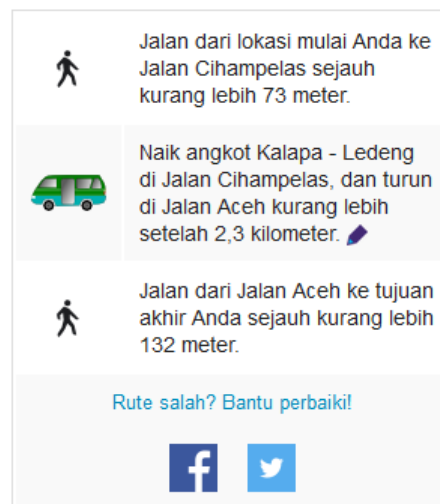 Jalan dari lokasi mulai Anda ke
Jalan Cihampelas sejauh
kurang lebih 73 meter.
Naik angkot Kalapa - Ledeng
di Jalan Cihampelas, dan turun
di Jalan Aceh kurang lebih
setelah 2,3 kilometer.
Jalan dari Jalan Aceh ke tujuan
akhir Anda sejauh kurang lebih
132 meter.
Rute salah? Bantu perbaiki!